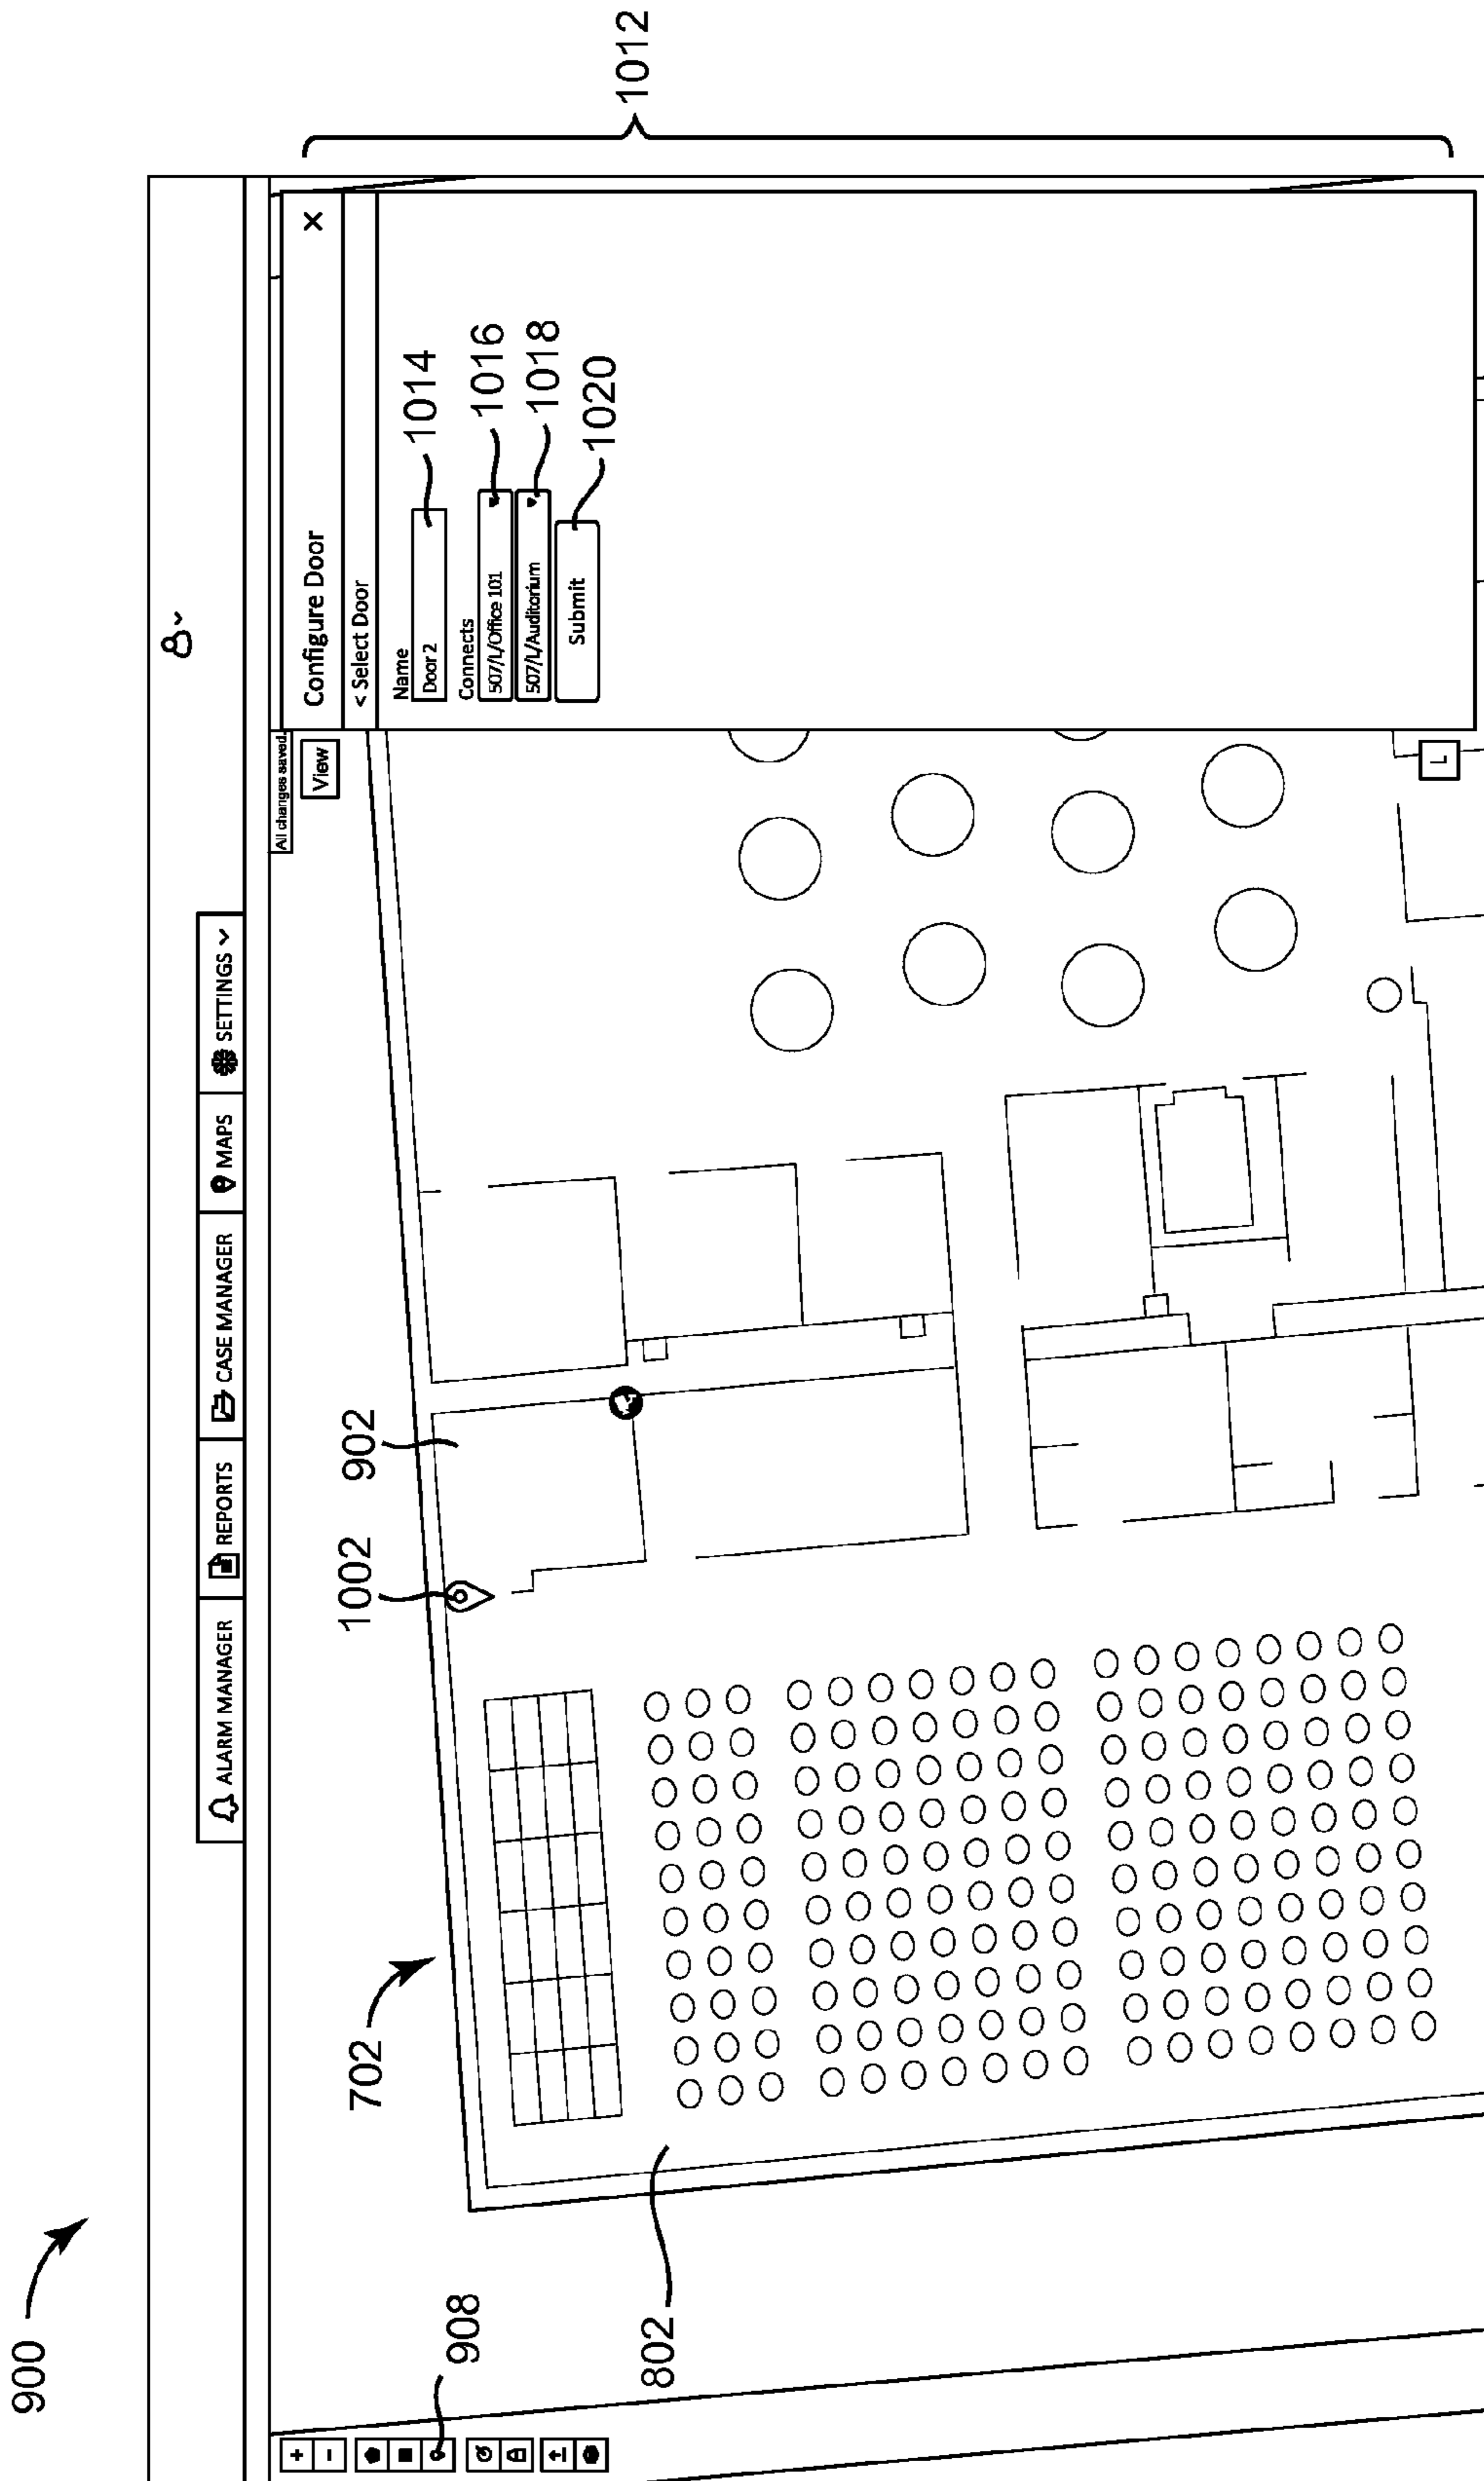 900
ALARM MANAGER
REPORTS
CASE MANAGER
MAPS
SETTINGS
All changes saved.
View
Configure Door
X
< Select Door
Name
Door 2
1014
Connects
507/L/Office 101
1016
507/L/Auditorium
1018
Submit
1020
1012
+
-
908
702
1002
902
802
L